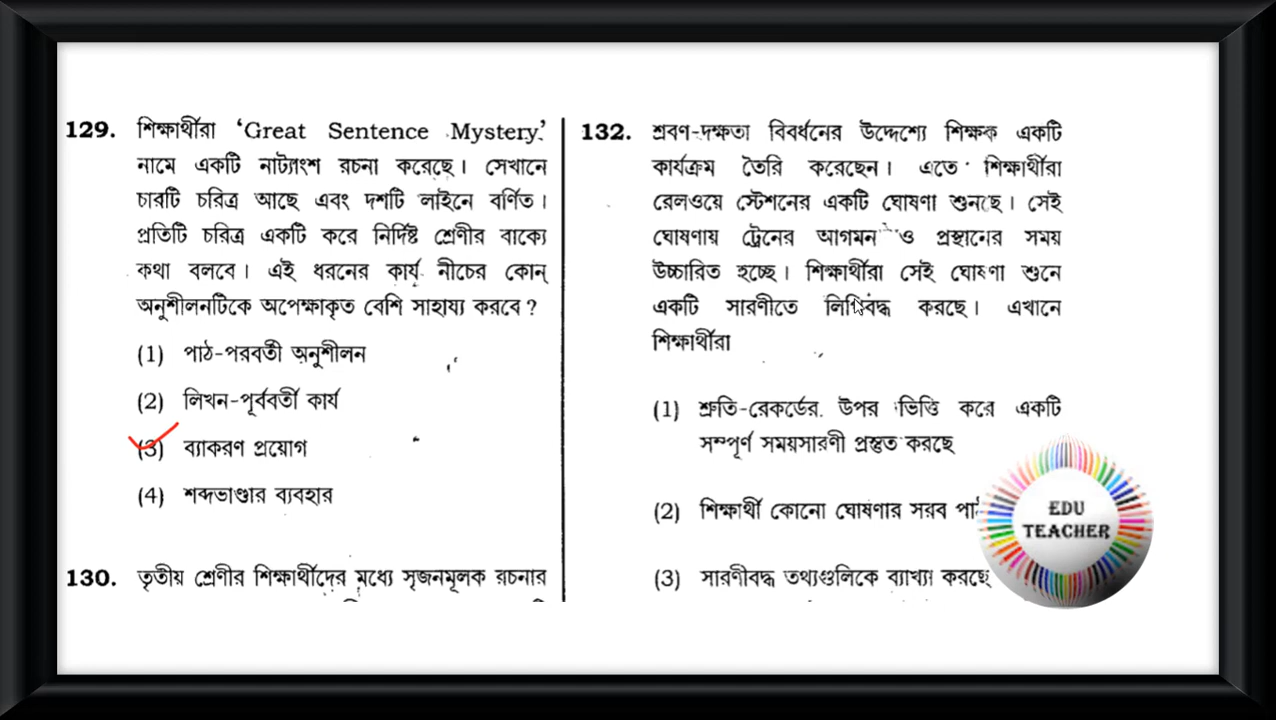 129. শিক্ষার্থীরা ‘Great Sentence Mystery’
নামে একটি নাট্যাংশ রচনা করেছে। সেখানে
চারটি চরিত্র আছে এবং দশটি লাইনে বর্ণিত।
প্রতিটি চরিত্র একটি করে নির্দিষ্ট শ্রেণীর বাক্যে
কথা বলবে। এই ধরনের কার্য নীচের কোন্
অনুশীলনটিকে অপেক্ষাকৃত বেশি সাহায্য করবে ?
(1) পাঠ-পরবর্তী অনুশীলন
(2) লিখন-পূর্ববর্তী কার্য
(3) ব্যাকরণ প্রয়োগ
(4) শব্দভাণ্ডার ব্যবহার
130. তৃতীয় শ্রেণীর শিক্ষার্থীদের মধ্যে সৃজনমূলক রচনার
132. শ্রবণ-দক্ষতা বিবর্ধনের উদ্দেশ্যে শিক্ষক একটি
কার্যক্রম তৈরি করেছেন। এতে শিক্ষার্থীরা
রেলওয়ে স্টেশনের একটি ঘোষণা শুনছে। সেই
ঘোষণায় ট্রেনের আগমন ও প্রস্থানের সময়
উচ্চারিত হচ্ছে। শিক্ষার্থীরা সেই ঘোষণা শুনে
একটি সারণীতে লিপিবদ্ধ করছে। এখানে
শিক্ষার্থীরা
(1) শ্রুতি-রেকর্ডের উপর ভিত্তি করে একটি
সম্পূর্ণ সময়সারণী প্রস্তুত করছে
(2) শিক্ষার্থী কোনো ঘোষণার সরব
(3) সারণীবদ্ধ তথ্যগুলিকে ব্যাখ্যা করছে
EDU
TEACHER